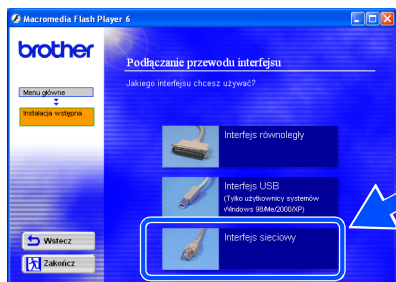 Macromedia Flash Player 6
brother
Podłączanie przewodu interfejsu
Jakiego interfejsu chcesz używać?
Menu główne
Instalacja wstępna
Interfejs równoległy
Interfejs USB
(Tylko użytkownicy systemów
Windows 98/Me/2000/XP)
Interfejs sieciowy
Wstecz
Zakończ